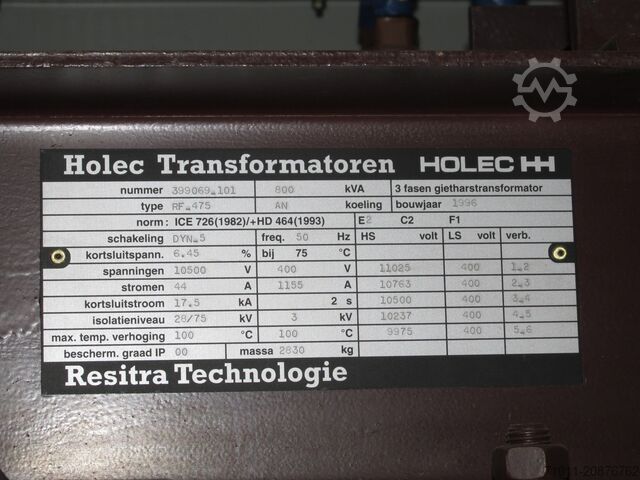 Holec Transformatoren HOLEC HH
nummer 399069.101 800 kVA 3 fasen gietharstransformator
type RF.475 AN koeling bouwjaar 1996
norm: ICE 726(1982)/+HD 464(1993) E2 C2 F1
schakeling DYN.5 freq. 50 Hz HS volt LS volt verb.
kortsluitspann. 6.45 % bij 75 °C
spanningen 10500 V 400 V 11025 400 1.2
stromen 44 A 1155 A 10763 400 2.3
kortsluitstroom 17.5 kA 2 s 10500 400 3.4
isolatieniveau 28/75 kV 3 kV 10237 400 4.5
max. temp. verhoging 100 °C 100 °C 9975 400 5.6
bescherm. graad IP 00 massa 2830 kg
Resitra Technologie
71911-20876762